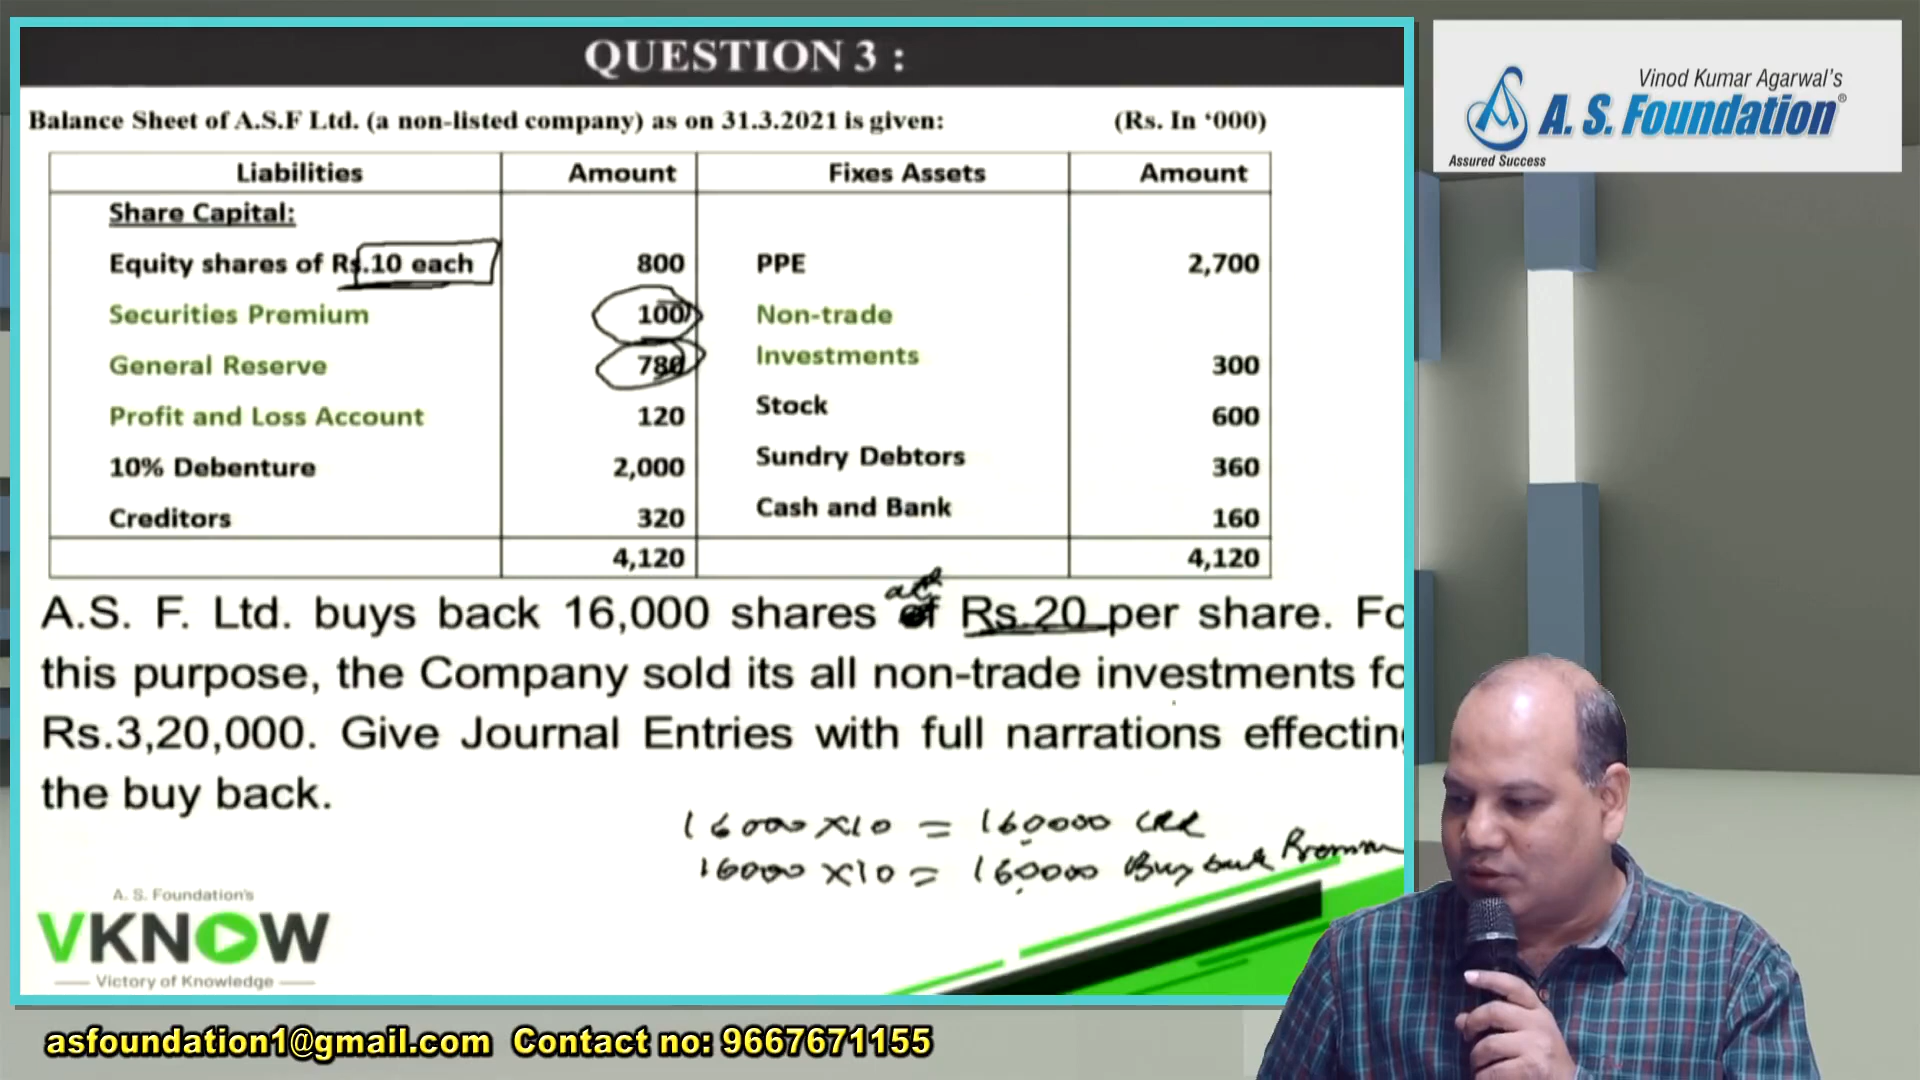 QUESTION 3 :
Vinod Kumar Agarwal's
A. S. Foundation®
Assured Success
Balance Sheet of A.S.F Ltd. (a non-listed company) as on 31.3.2021 is given: (Rs. In ‘000)
Liabilities Amount Fixes Assets Amount
Share Capital:
Equity shares of Rs.10 each 800 PPE 2,700
Securities Premium 100 Non-trade
General Reserve 780 Investments 300
Profit and Loss Account 120 Stock 600
10% Debenture 2,000 Sundry Debtors 360
Creditors 320 Cash and Bank 160
4,120 4,120
A.S. F. Ltd. buys back 16,000 shares Rs.20 per share. Fo
this purpose, the Company sold its all non-trade investments fo
Rs.3,20,000. Give Journal Entries with full narrations effecting
the buy back.
16000 X10 = 160000 CRR
16000 X10 = 160000 Buy back Premium
A. S. Foundation's
VKNOW
Victory of Knowledge
asfoundation1@gmail.com Contact no: 9667671155